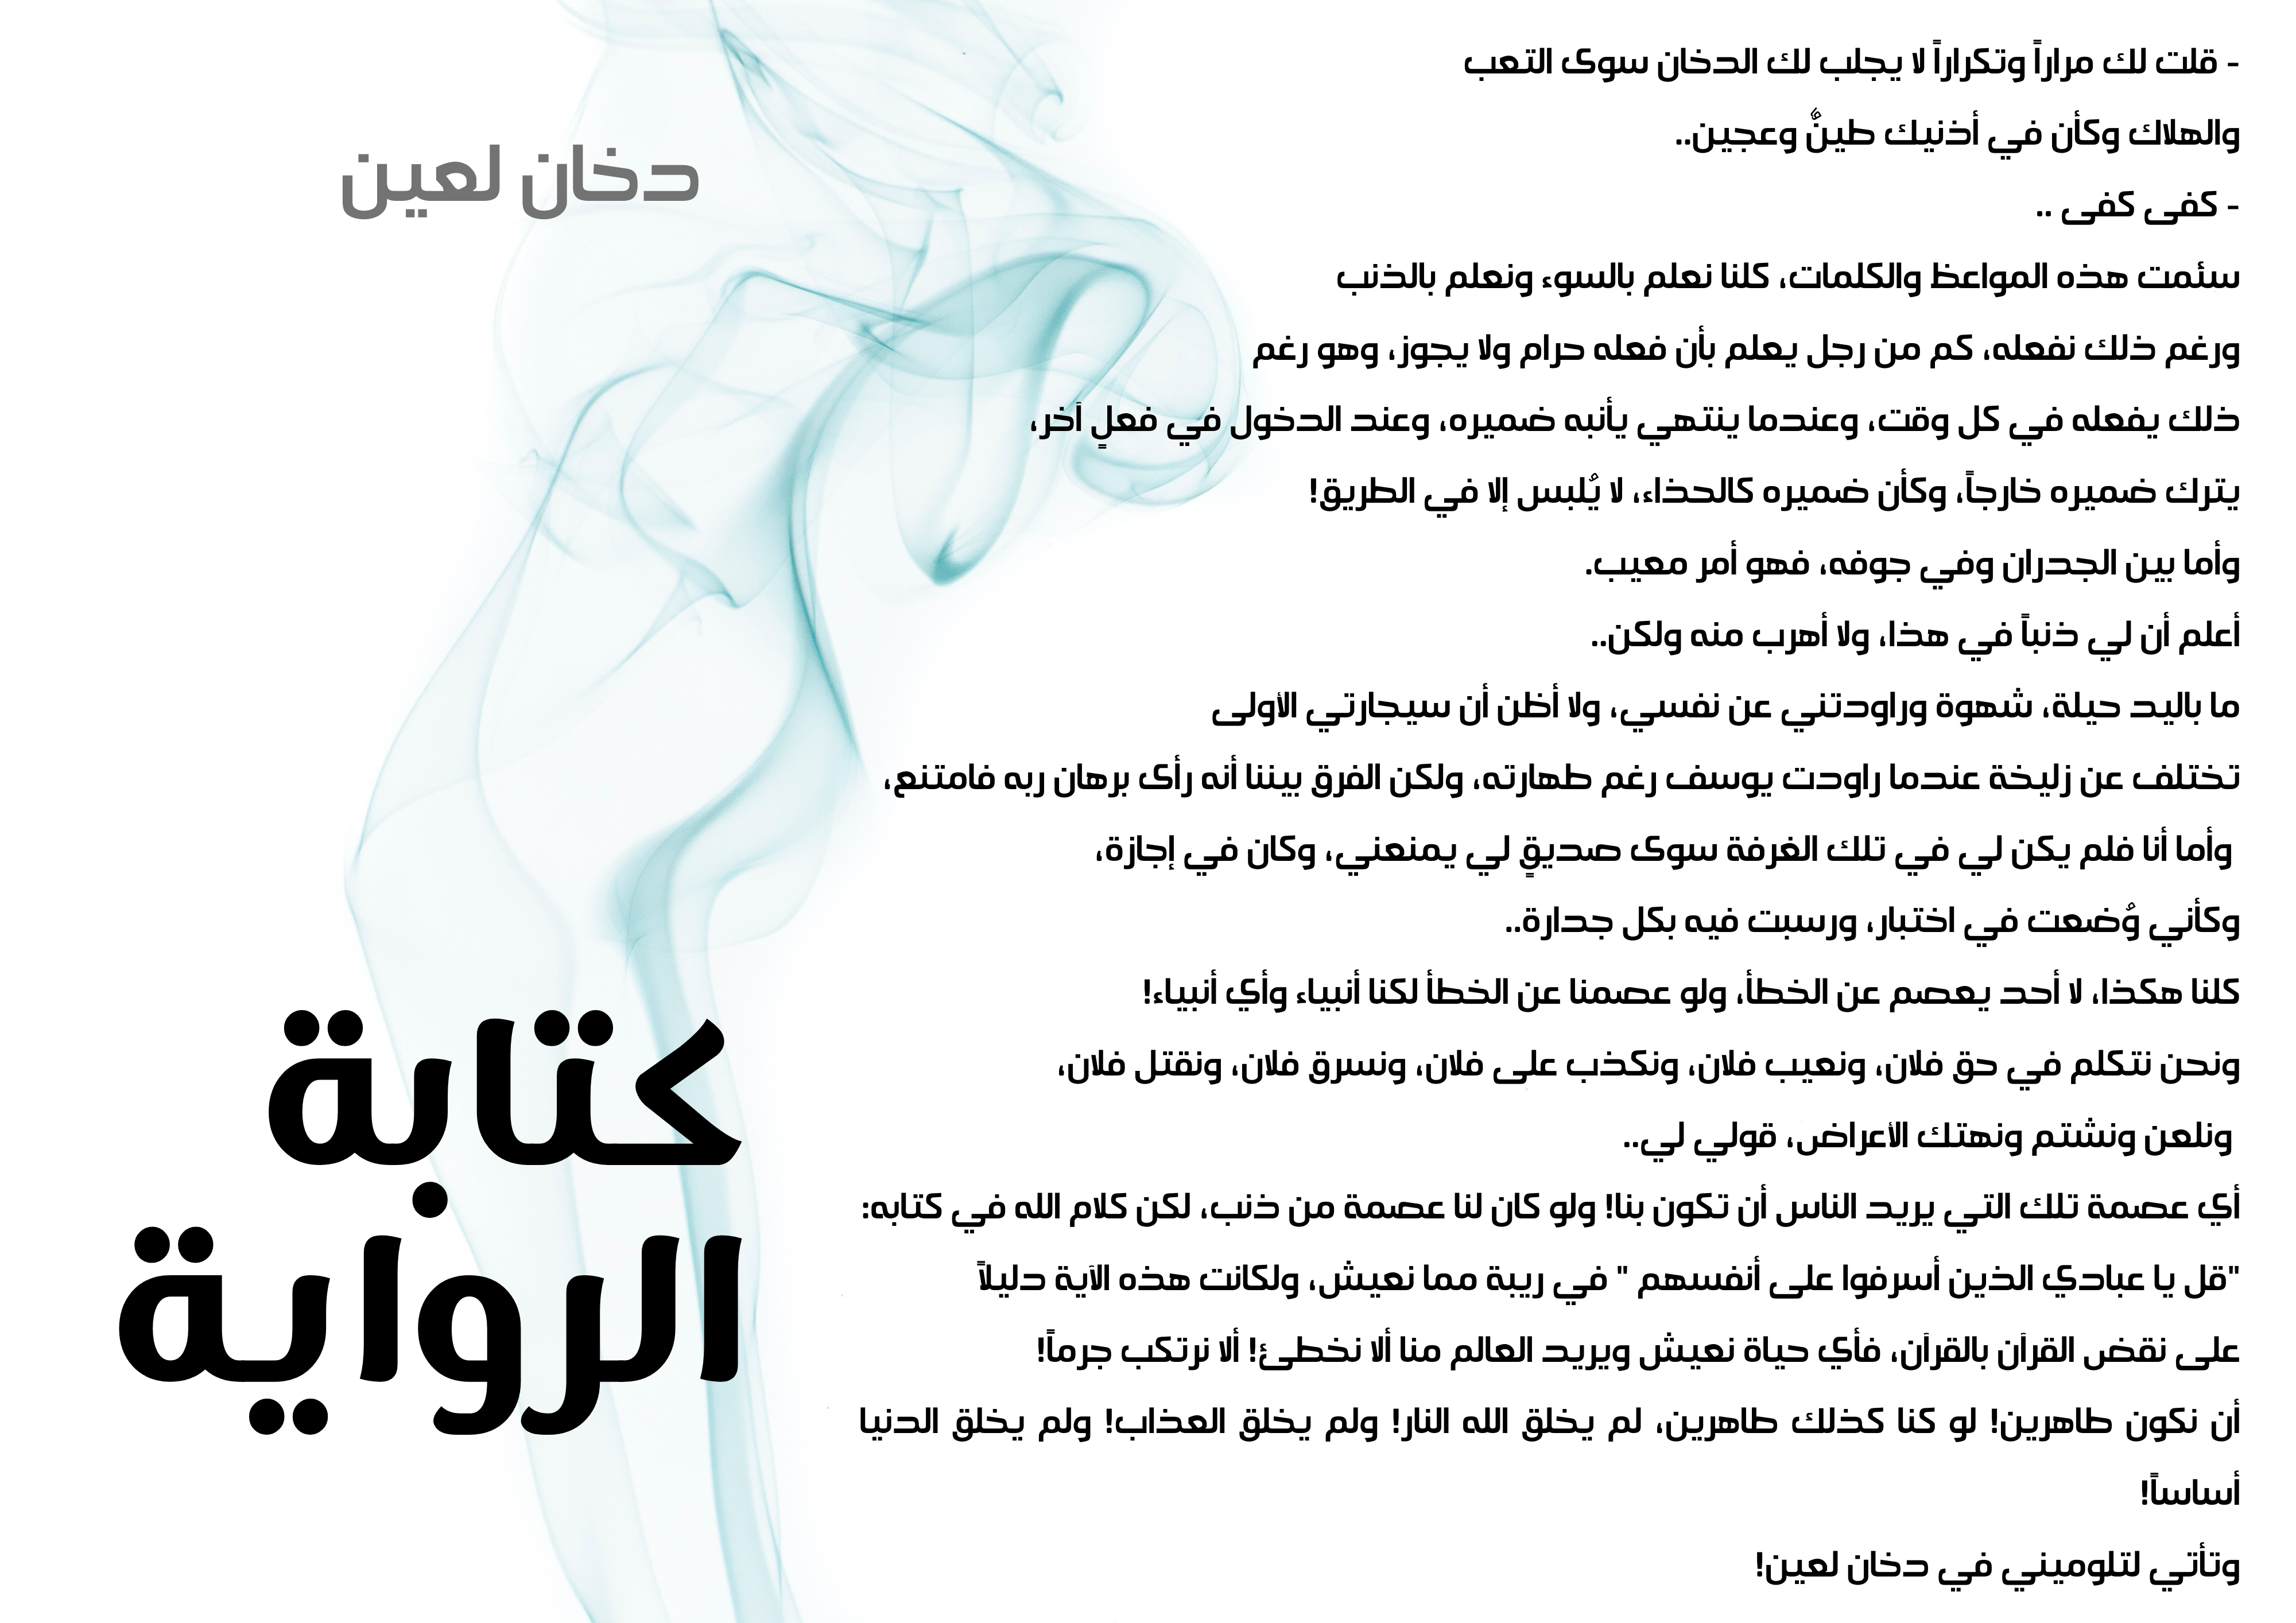 دخان لعين
- قلت لك مراراً وتكراراً لا يجلب لك الدخان سوى التعب
والهلاك وكأن في أذنيك طينٌ وعجين..
- كفى كفى ..
سئمت هذه المواعظ والكلمات، كلنا نعلم بالسوء ونعلم بالذنب
ورغم ذلك نفعله، كم من رجل يعلم بأن فعله حرام ولا يجوز، وهو رغم
ذلك يفعله في كل وقت، وعندما ينتهي يأنبه ضميره، وعند الدخول في فعلٍ آخر،
يترك ضميره خارجاً، وكأن ضميره كالحذاء، لا يُلبس إلا في الطريق!
وأما بين الجدران وفي جوفه، فهو أمر معيب.
أعلم أن لي ذنباً في هذا، ولا أهرب منه ولكن..
ما باليد حيلة، شهوة وراودتني عن نفسي، ولا أظن أن سيجارتي الأولى
تختلف عن زليخة عندما راودت يوسف رغم طهارته، ولكن الفرق بيننا أنه رأى برهان ربه فامتنع،
وأما أنا فلم يكن لي في تلك الغرفة سوى صديقٍ لي يمنعني، وكان في إجازة،
وكأني وُضعت في اختبار، ورسبت فيه بكل جدارة..
كلنا هكذا، لا أحد يعصم عن الخطأ، ولو عصمنا عن الخطأ لكنا أنبياء وأي أنبياء!
ونحن نتكلم في حق فلان، ونعيب فلان، ونكذب على فلان، ونسرق فلان، ونقتل فلان،
ونلعن ونشتم ونهتك الأعراض، قولي لي..
أي عصمة تلك التي يريد الناس أن تكون بنا! ولو كان لنا عصمة من ذنب، لكن كلام الله في كتابه:
"قل يا عبادي الذين أسرفوا على أنفسهم " في ريبة مما نعيش، ولكانت هذه الآية دليلاً
على نقض القرآن بالقرآن، فأي حياة نعيش ويريد العالم منا ألا نخطئ! ألا نرتكب جرماً!
أن نكون طاهرين! لو كنا كذلك طاهرين، لم يخلق الله النار! ولم يخلق العذاب! ولم يخلق الدنيا
أساساً!
وتأتي لتلوميني في دخان لعين!
كتابة
الرواية